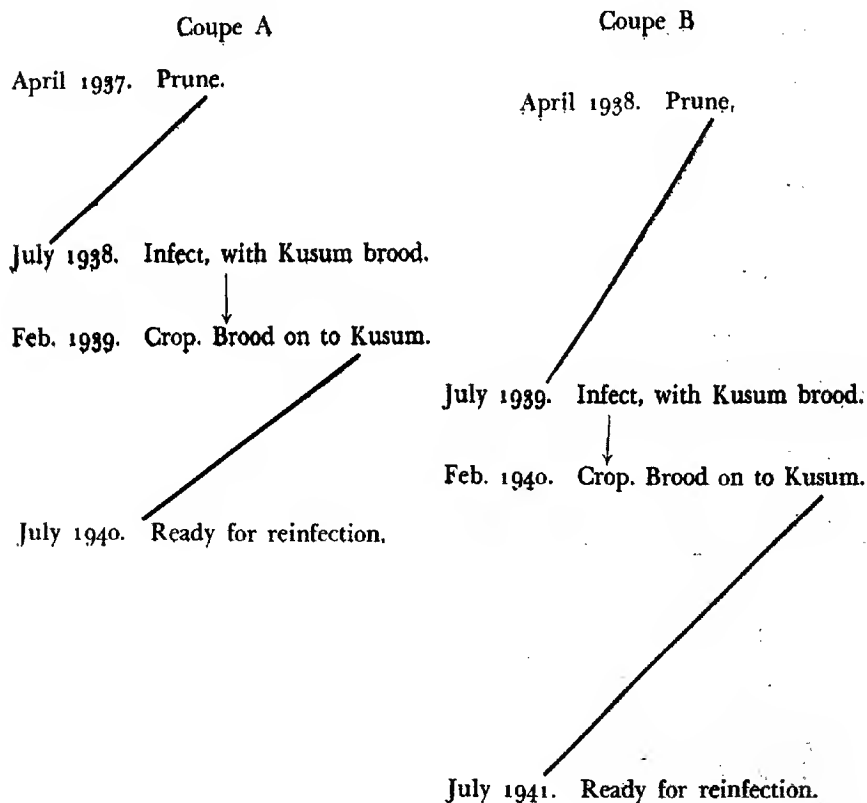 Coupe A
April 1937. Prune.
July 1938. Infect, with Kusum brood.
Feb. 1939. Crop. Brood on to Kusum.
July 1940. Ready for reinfection.
Coupe B
April 1938. Prune.
July 1939. Infect, with Kusum brood.
Feb. 1940. Crop. Brood on to Kusum.
July 1941. Ready for reinfection.